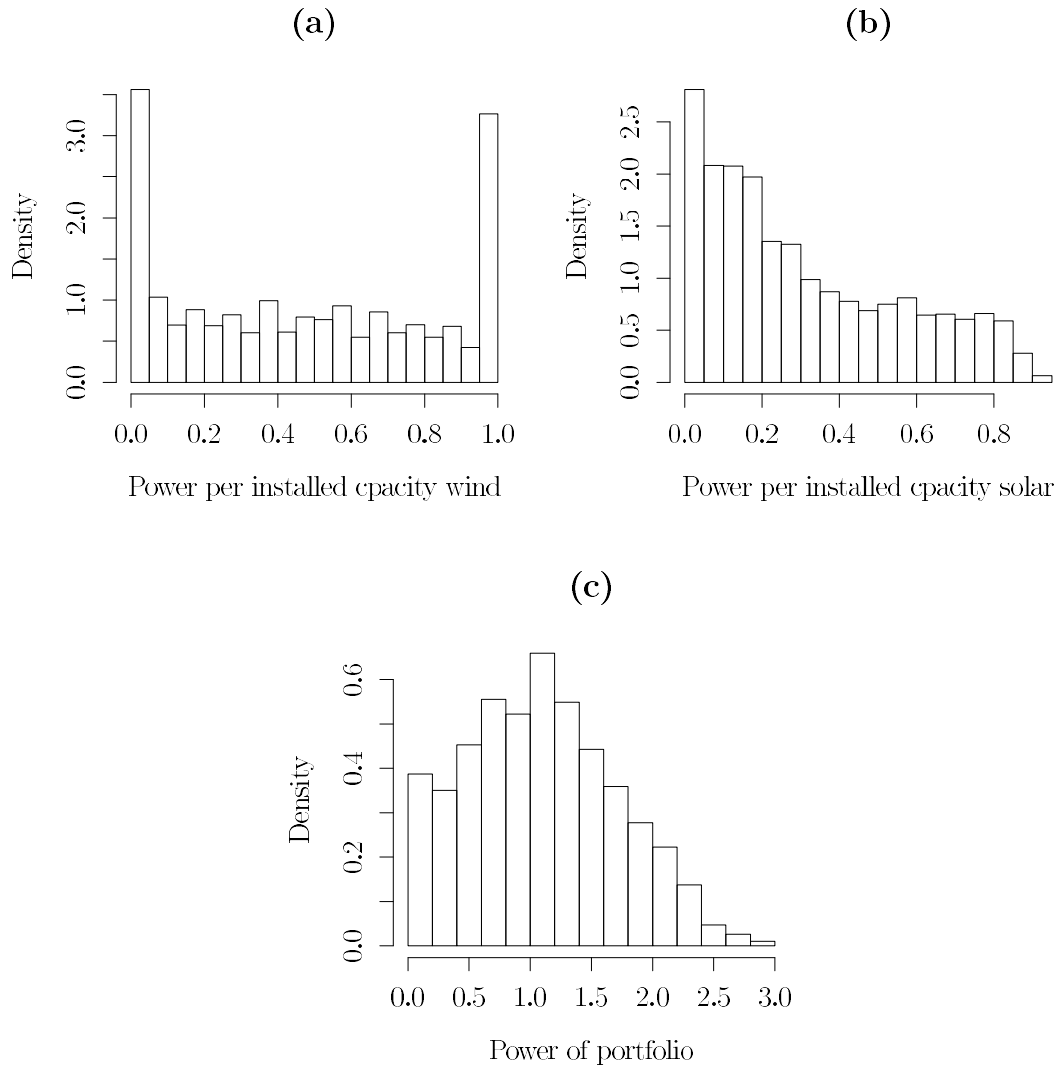 (a)
Density
0.0 1.0 2.0 3.0
0.0 0.2 0.4 0.6 0.8 1.0
Power per installed cpacity wind
(b)
Density
0.0 0.5 1.0 1.5 2.0 2.5
0.0 0.2 0.4 0.6 0.8
Power per installed cpacity solar
(c)
Density
0.0 0.2 0.4 0.6
0.0 0.5 1.0 1.5 2.0 2.5 3.0
Power of portfolio